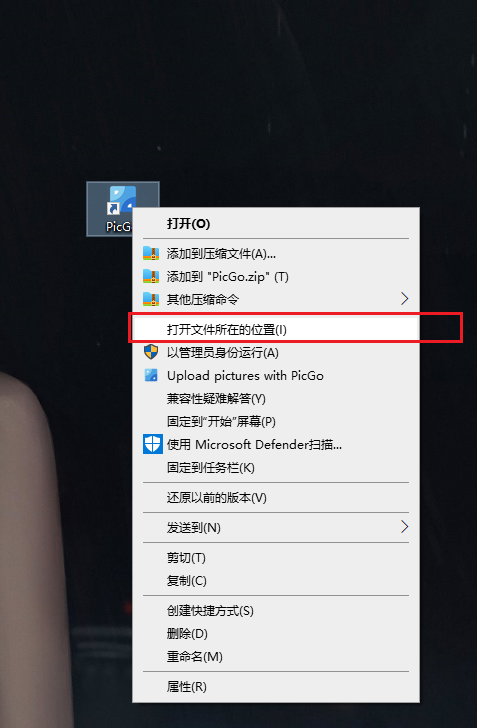 PicGo
打开(O)
添加到压缩文件(A)...
添加到 "PicGo.zip" (T)
其他压缩命令
打开文件所在的位置(I)
以管理员身份运行(A)
Upload pictures with PicGo
兼容性疑难解答(Y)
固定到"开始"屏幕(P)
使用 Microsoft Defender扫描...
固定到任务栏(K)
还原以前的版本(V)
发送到(N)
剪切(T)
复制(C)
创建快捷方式(S)
删除(D)
重命名(M)
属性(R)